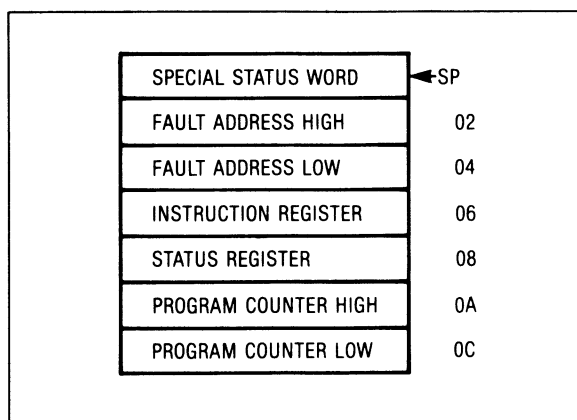 SPECIAL STATUS WORD SP
FAULT ADDRESS HIGH 02
FAULT ADDRESS LOW 04
INSTRUCTION REGISTER 06
STATUS REGISTER 08
PROGRAM COUNTER HIGH 0A
PROGRAM COUNTER LOW 0C